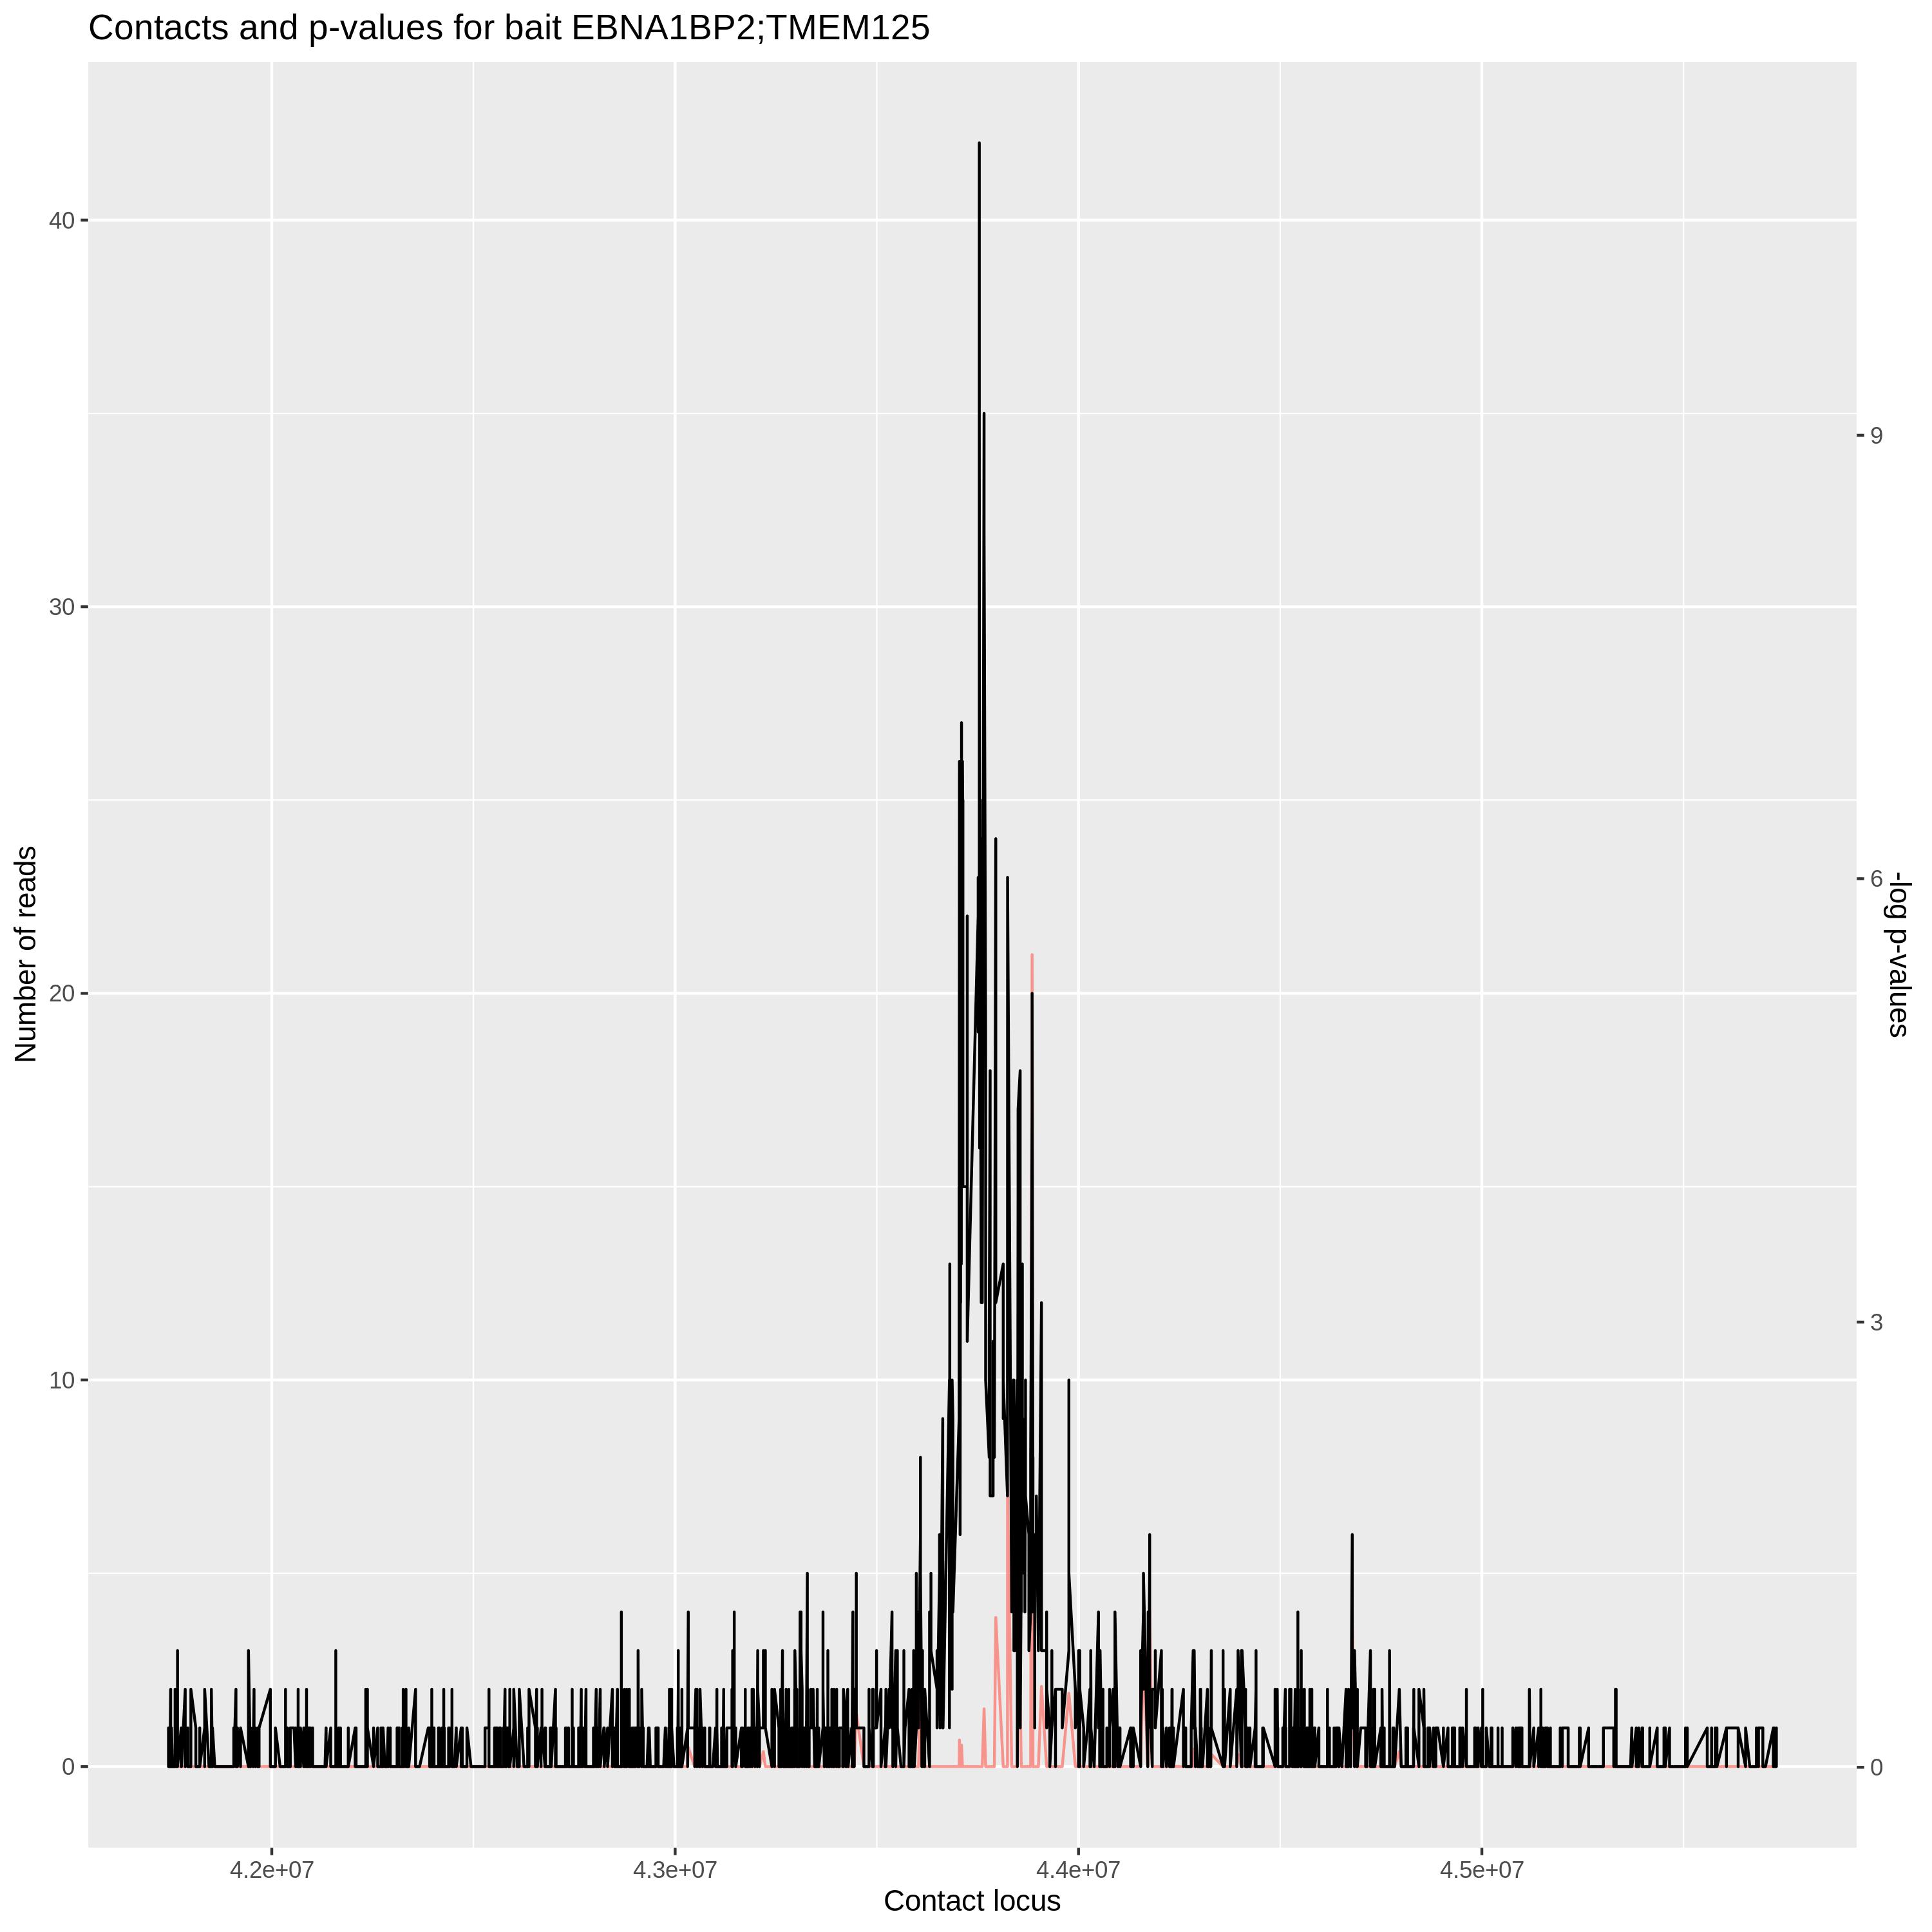 Contacts and p-values for bait EBNA1BP2;TMEM125
40
30
20
10
0
Number of reads
9
6
3
0
-log p-values
4.2e+07
4.3e+07
4.4e+07
4.5e+07
Contact locus